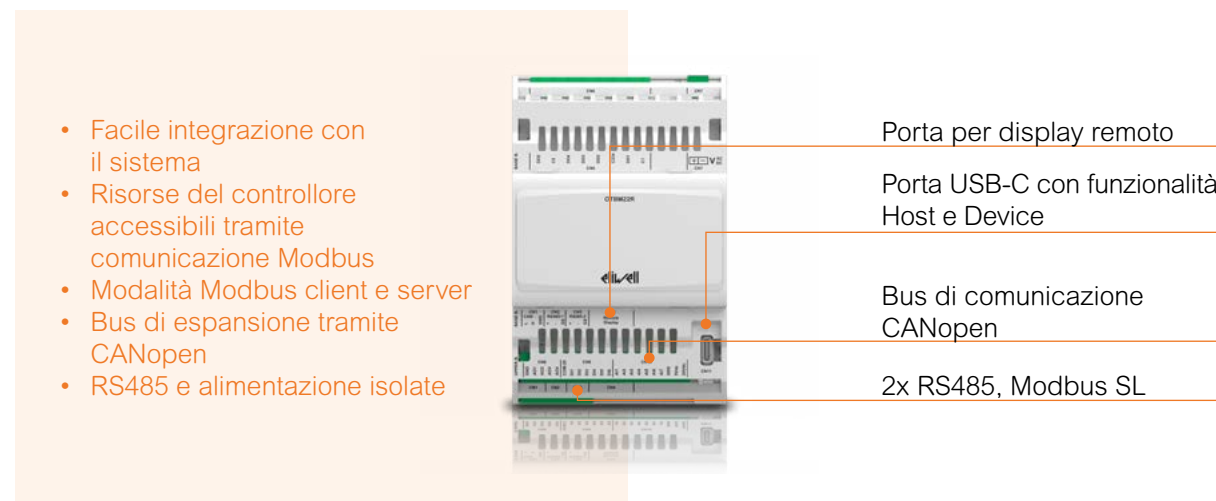 • Facile integrazione con
il sistema
• Risorse del controllore
accessibili tramite
comunicazione Modbus
• Modalità Modbus client e server
• Bus di espansione tramite
CANopen
• RS485 e alimentazione isolate
eliwell
Porta per display remoto
Porta USB-C con funzionalità
Host e Device
Bus di comunicazione
CANopen
2x RS485, Modbus SL